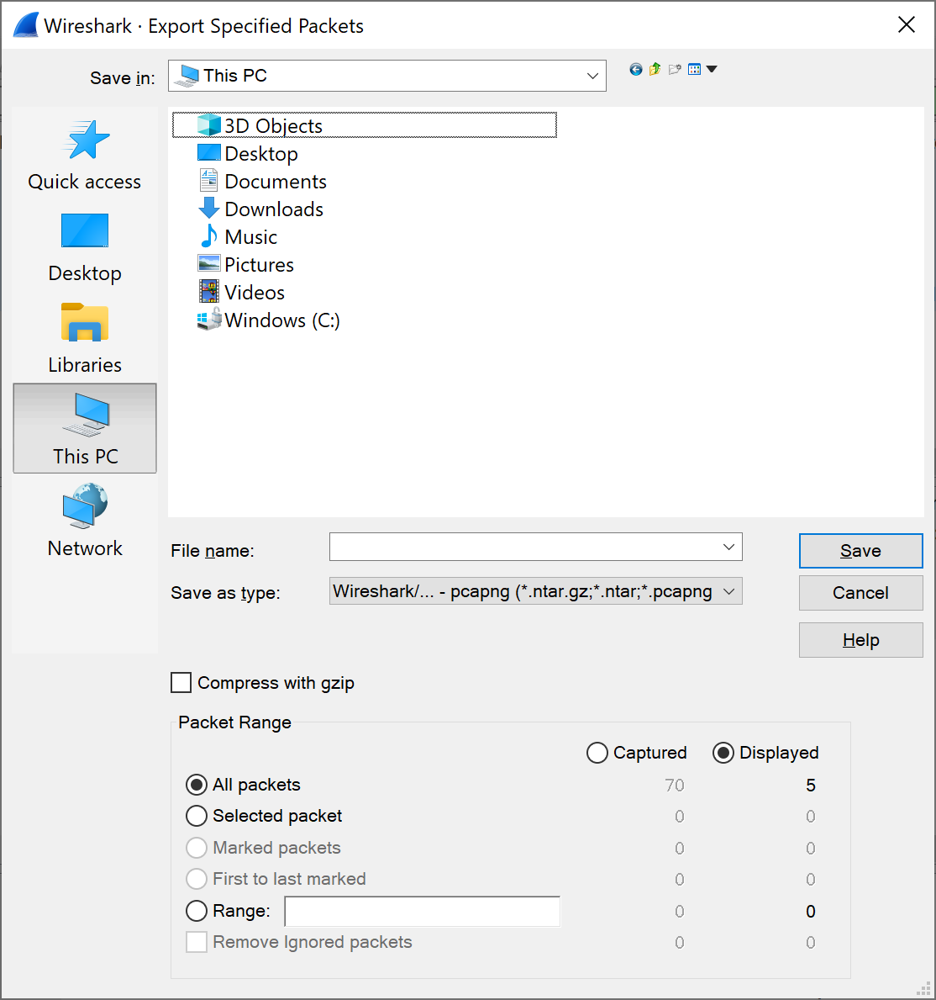 Wireshark · Export Specified Packets
Save in:
This PC
Quick access
Desktop
Libraries
This PC
Network
3D Objects
Desktop
Documents
Downloads
Music
Pictures
Videos
Windows (C:)
File name:
Save
Save as type:
Wireshark/... - pcapng (*.ntar.gz;*.ntar;*.pcapng
Cancel
Help
Compress with gzip
Packet Range
Captured Displayed
All packets 70 5
Selected packet 0 0
Marked packets 0 0
First to last marked 0 0
Range: 0 0
Remove Ignored packets 0 0